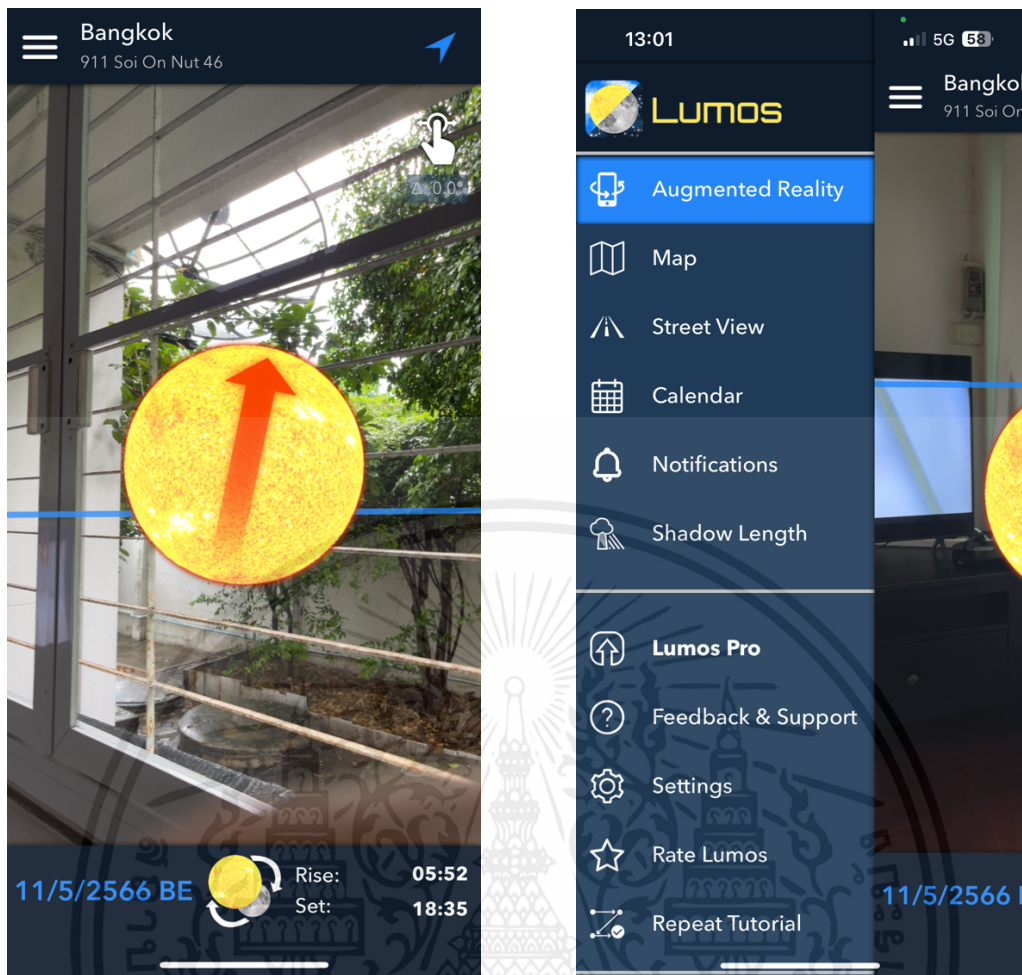 Bangkok
911 Soi On Nut 46
Δ: 0.0°
11/5/2566 BE
Rise: 05:52
Set: 18:35
13:01
5G 58
Lumos
Augmented Reality
Map
Street View
Calendar
Notifications
Shadow Length
Lumos Pro
Feedback & Support
Settings
Rate Lumos
Repeat Tutorial
Bangkok
911 Soi On
11/5/2566